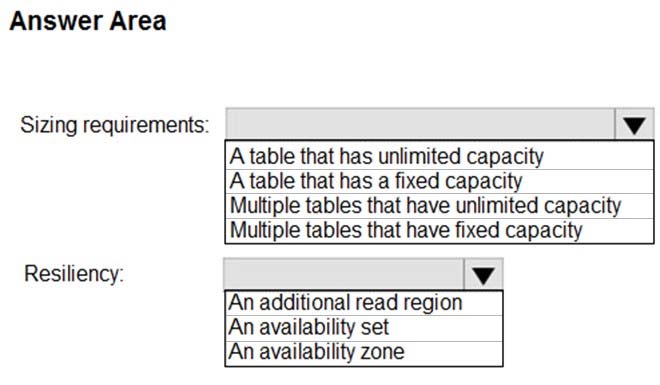 Answer Area
Sizing requirements:
A table that has unlimited capacity
A table that has a fixed capacity
Multiple tables that have unlimited capacity
Multiple tables that have fixed capacity
Resiliency:
An additional read region
An availability set
An availability zone